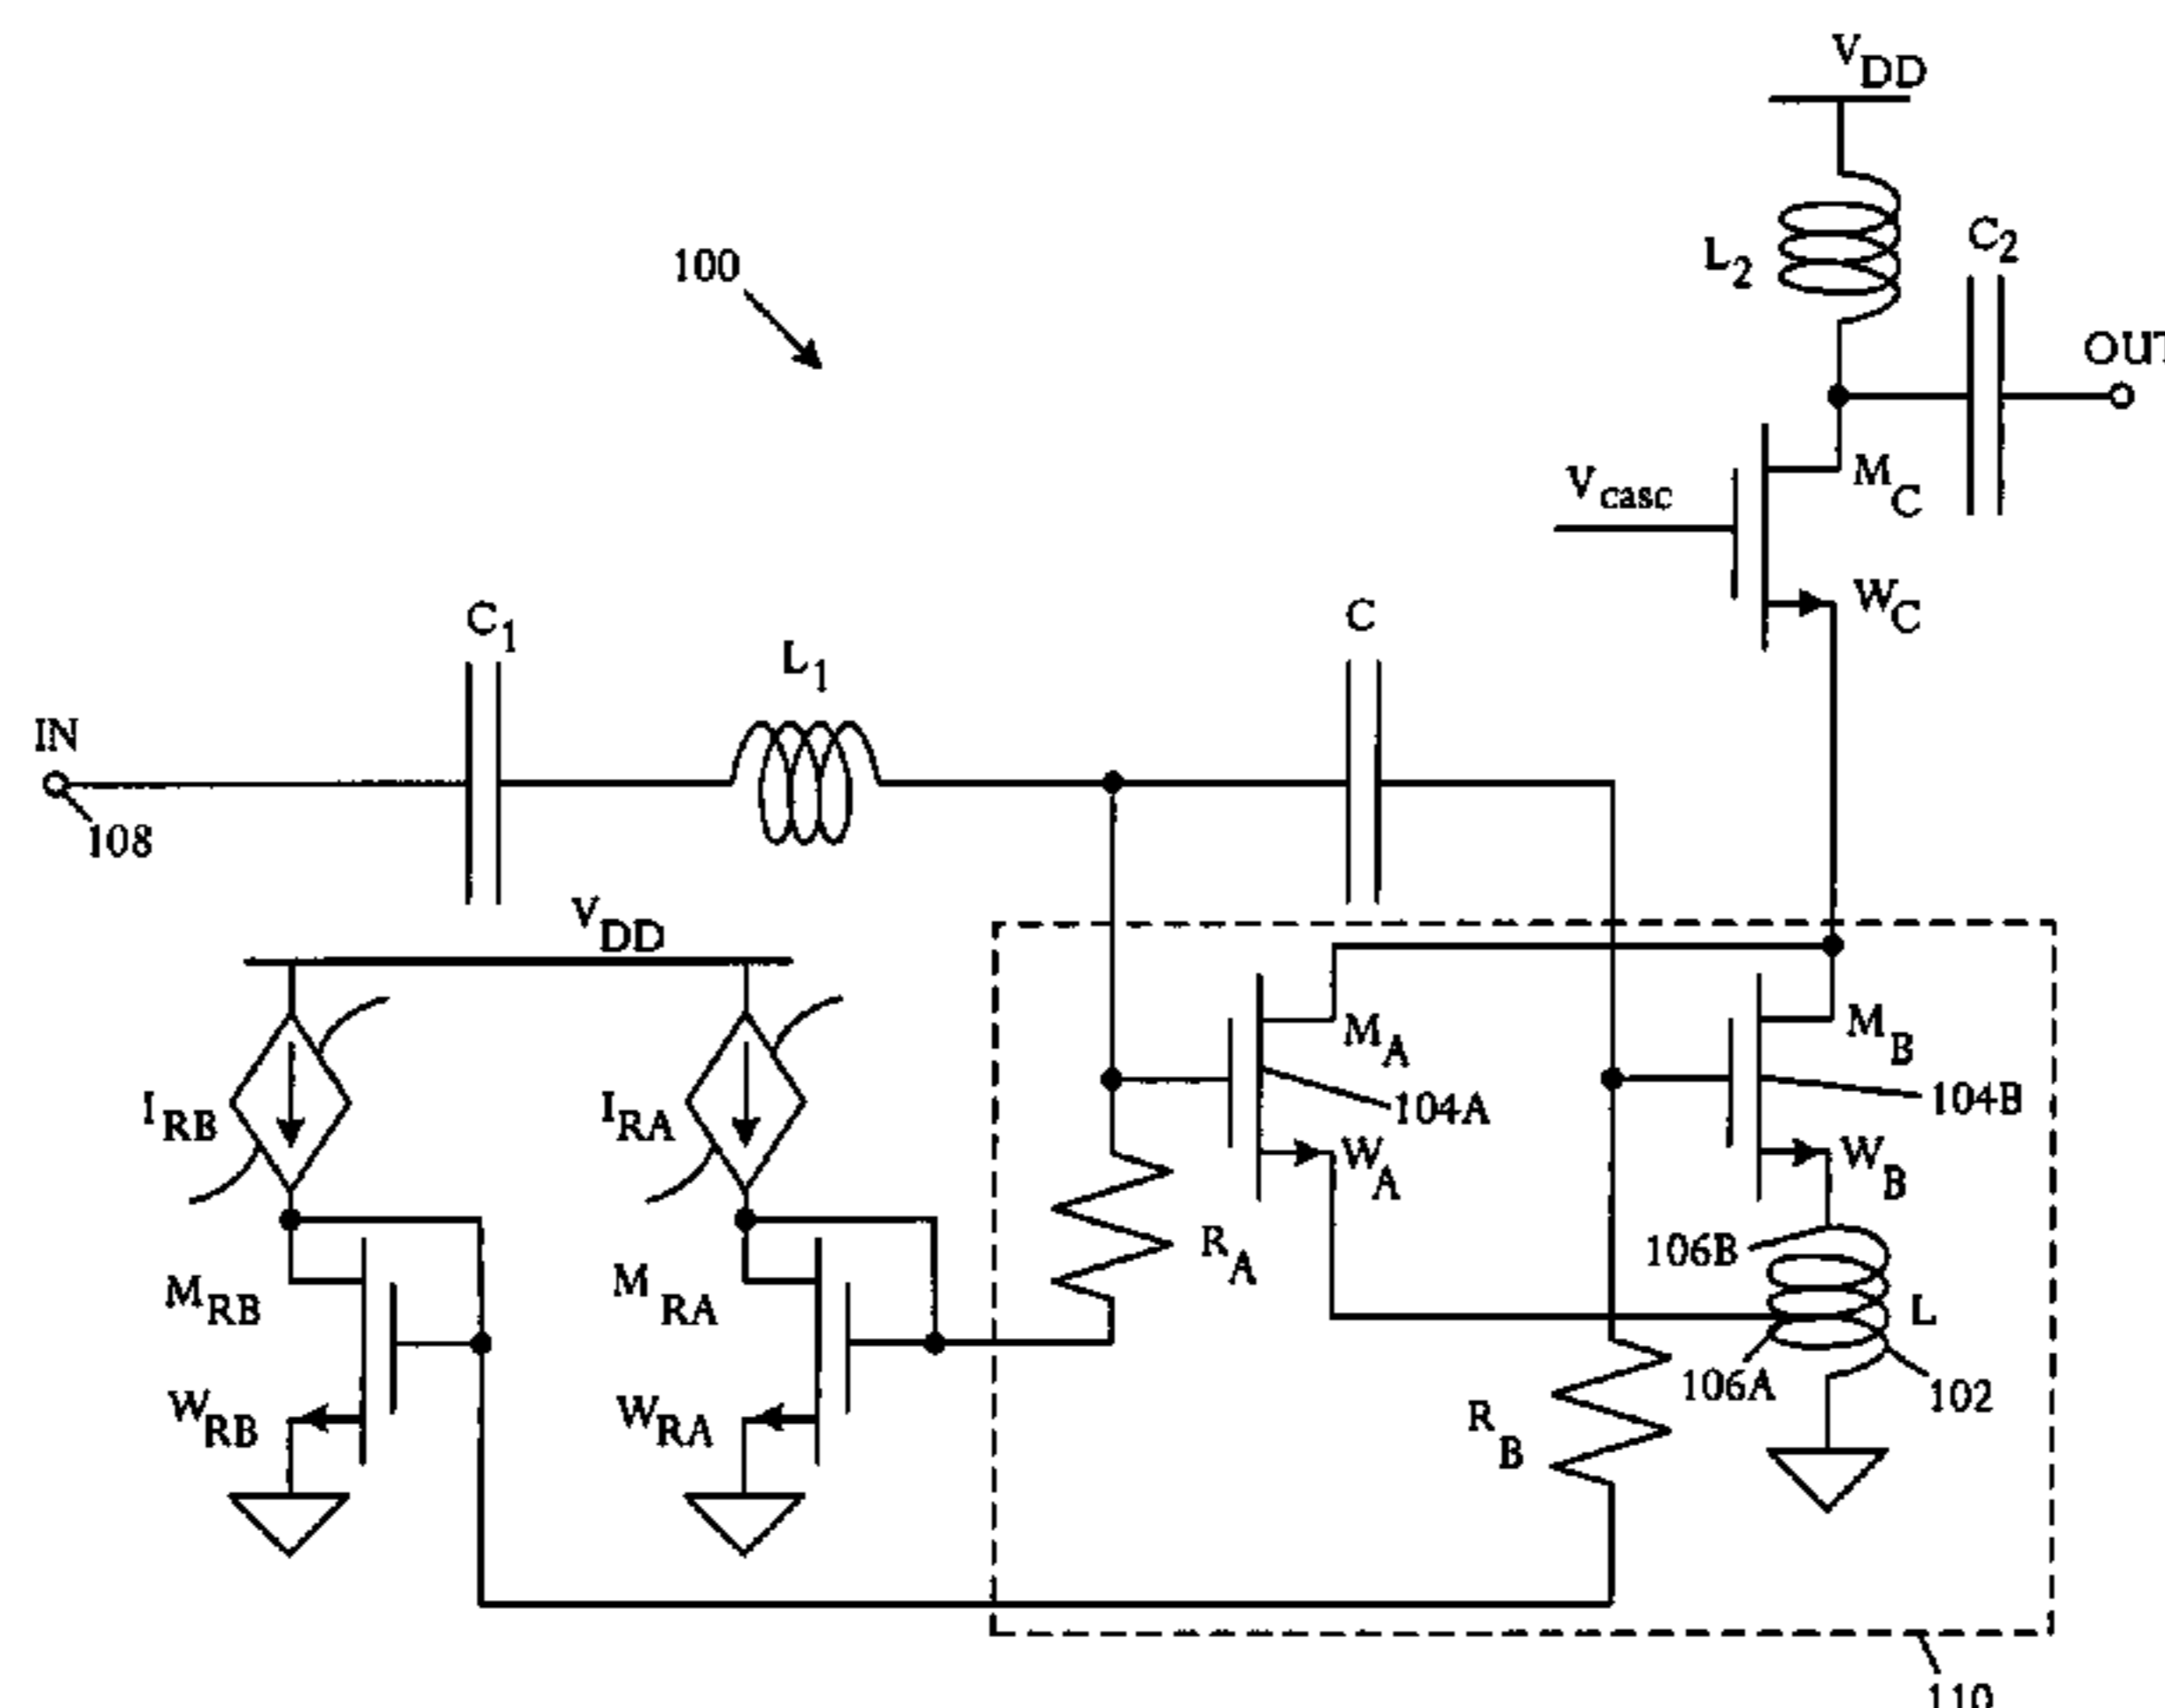 VDD
L2
C2
OUT
100
Vcasc
MC
WC
C1
L1
C
IN
108
VDD
IRB
IRA
MA
104A
WA
MB
104B
WB
RA
106B
L
106A
102
MRB
WRB
MRA
WRA
RB
110